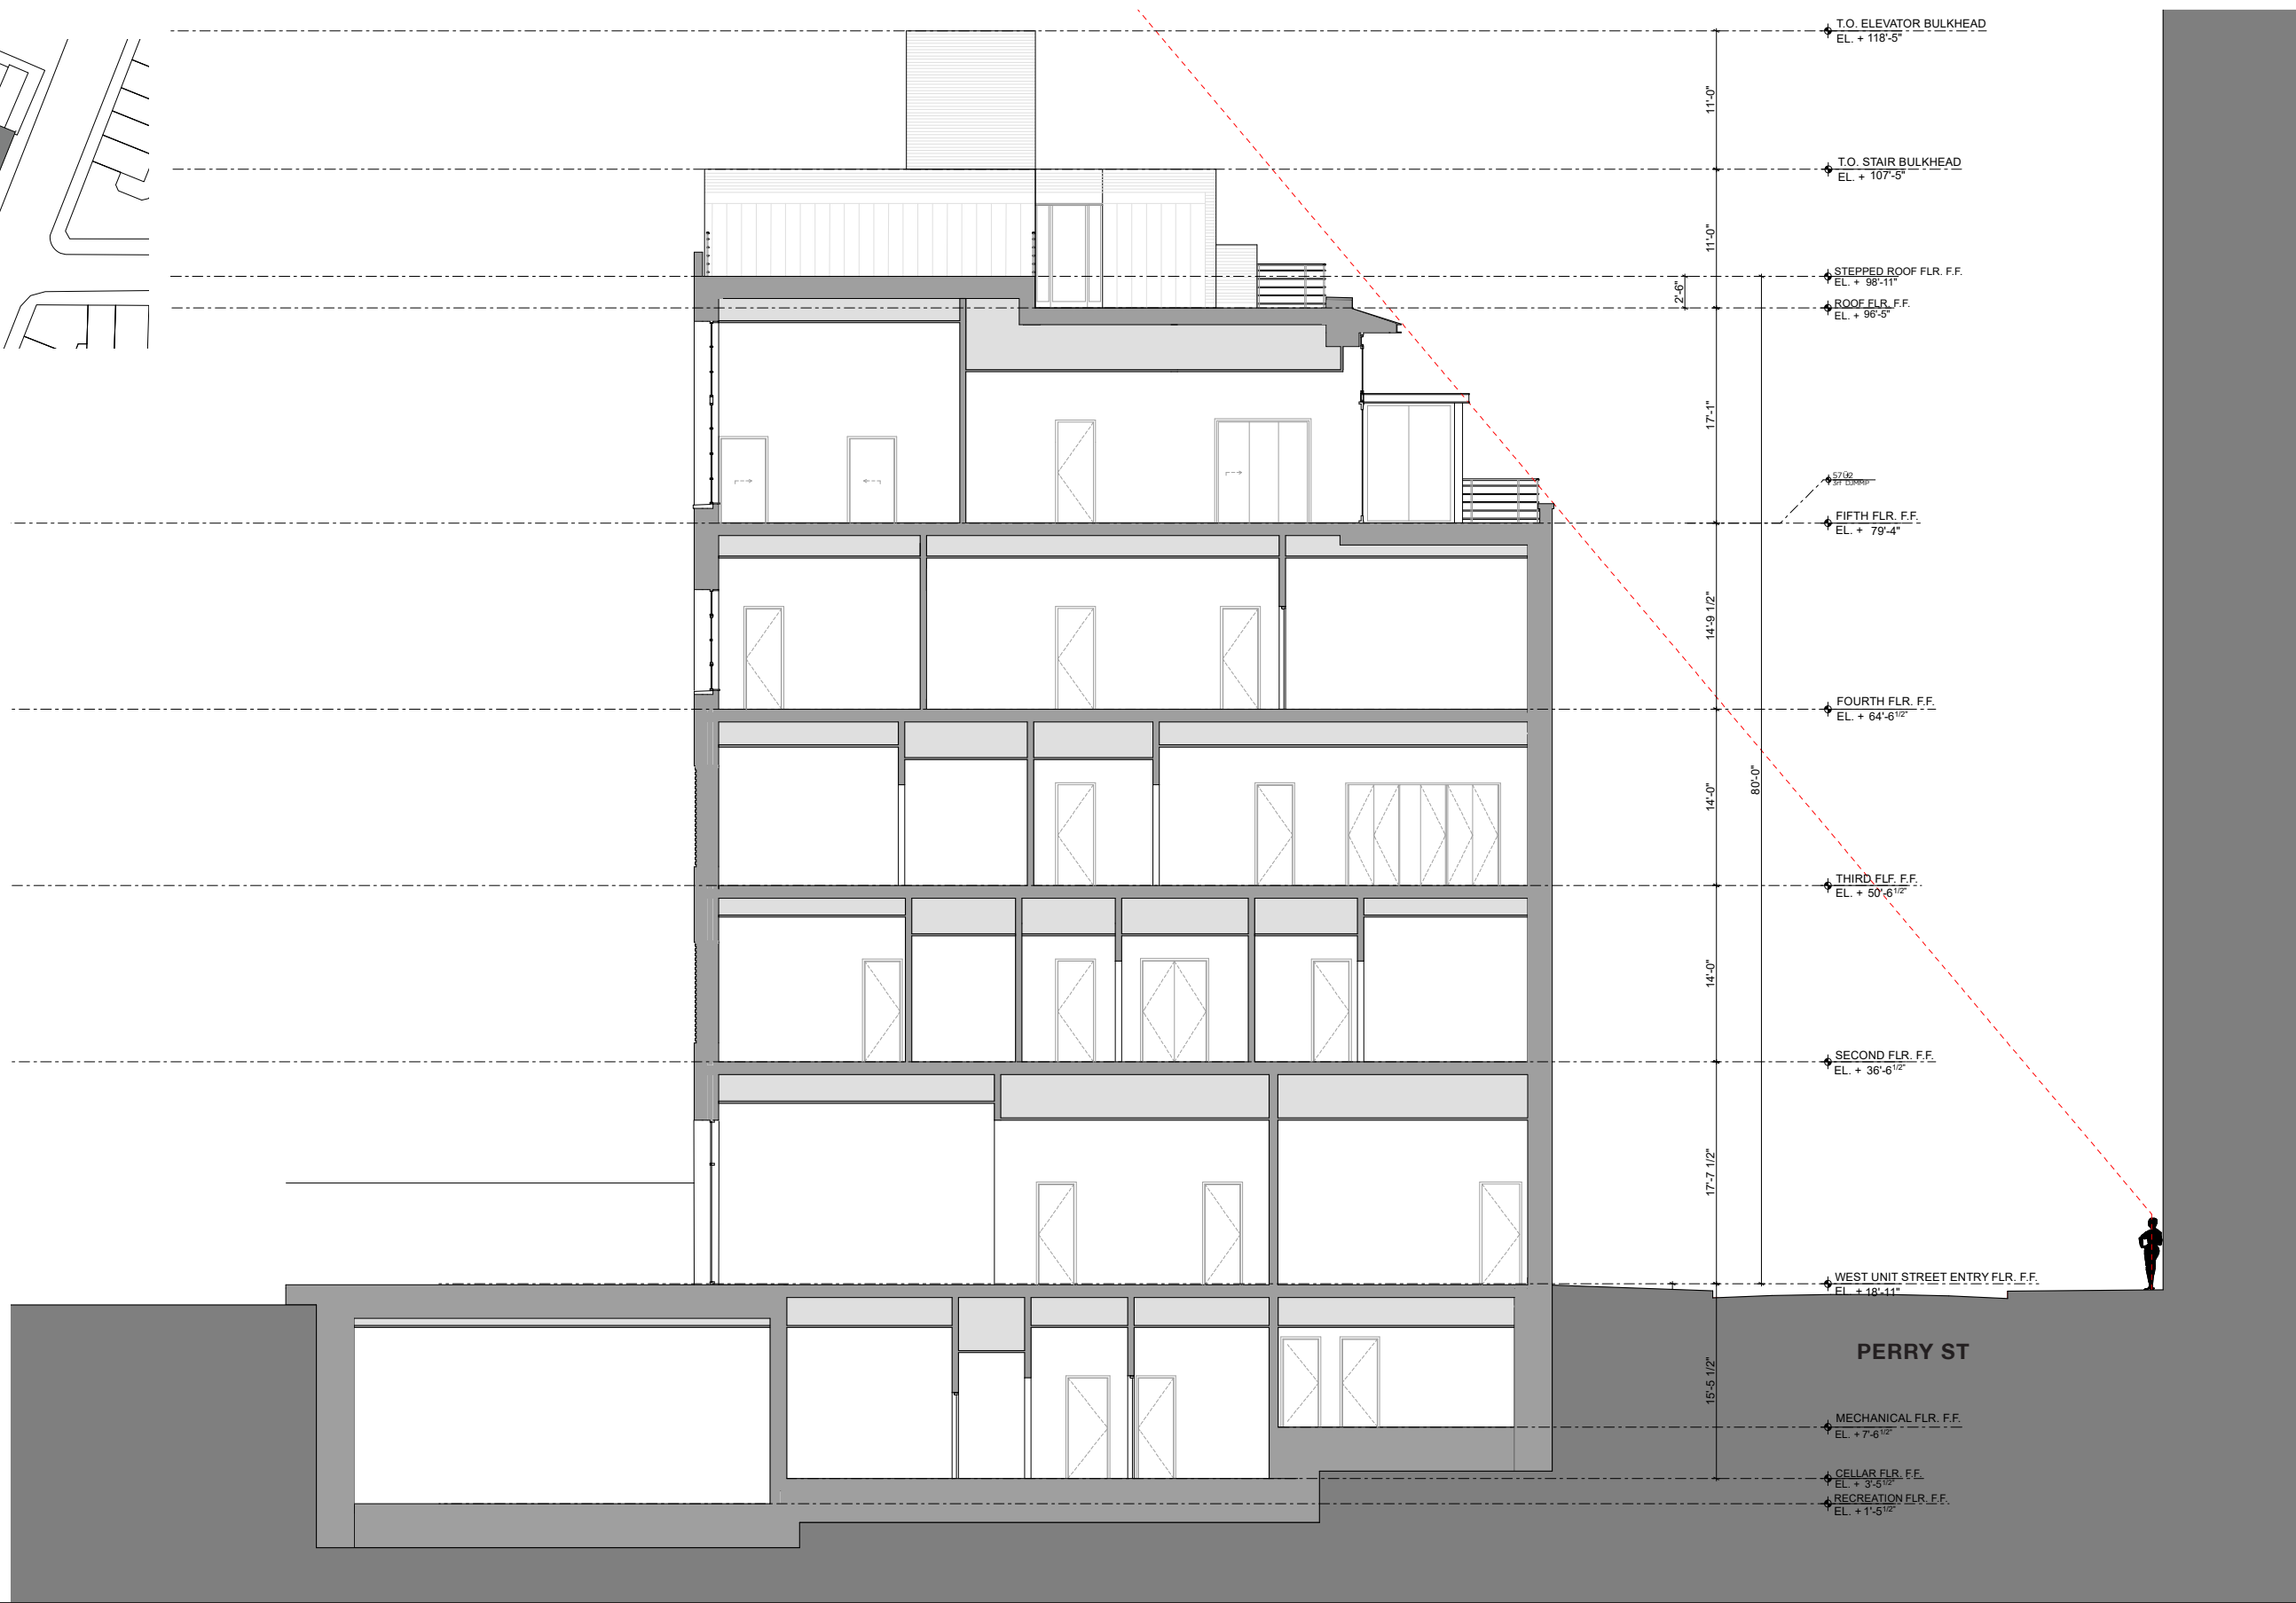 T.O. ELEVATOR BULKHEAD
EL. + 118'-5"
11'-0"
T.O. STAIR BULKHEAD
EL. + 107'-5"
11'-0"
STEPPED ROOF FLR. F.F.
EL. + 98'-11"
2'-6"
ROOF FLR. F.F.
EL. + 96'-5"
17'-1"
FIFTH FLR. F.F.
EL. + 79'-4"
14'-9 1/2"
FOURTH FLR. F.F.
EL. + 64'-6 1/2"
80'-0"
14'-0"
THIRD FLF. F.F.
EL. + 50'-6 1/2"
14'-0"
SECOND FLR. F.F.
EL. + 36'-6 1/2"
17'-7 1/2"
WEST UNIT STREET ENTRY FLR. F.F.
EL. + 18'-11"
PERRY ST
15'-5 1/2"
MECHANICAL FLR. F.F.
EL. + 7'-6 1/2"
CELLAR FLR. F.F.
EL. + 3'-5 1/2"
RECREATION FLR. F.F.
EL. + 1'-5 1/2"